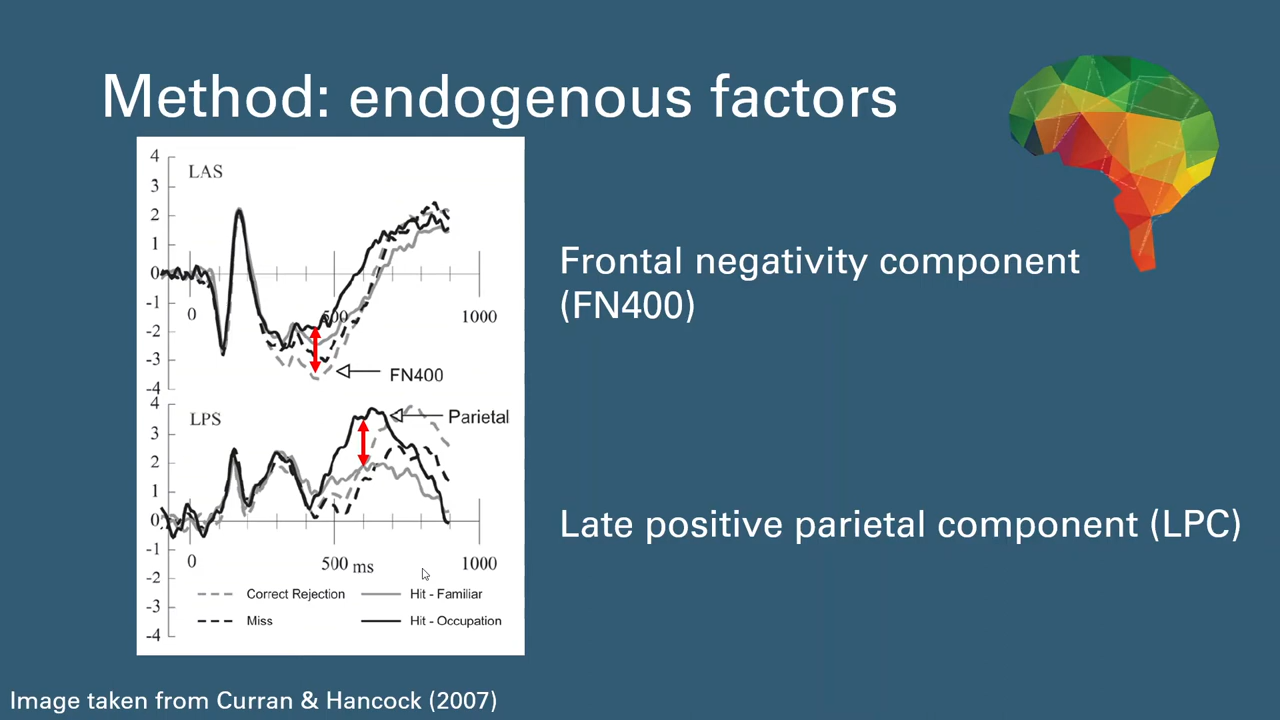 Method: endogenous factors
4
LAS
3
2
1
0
-1
0
500
1000
-2
-3
FN400
-4
4
LPS
Parietal
3
2
1
0
-1
0
500 ms
1000
-2
Correct Rejection
Hit - Familiar
-3
Miss
Hit - Occupation
-4
Frontal negativity component
(FN400)
Late positive parietal component (LPC)
Image taken from Curran & Hancock (2007)